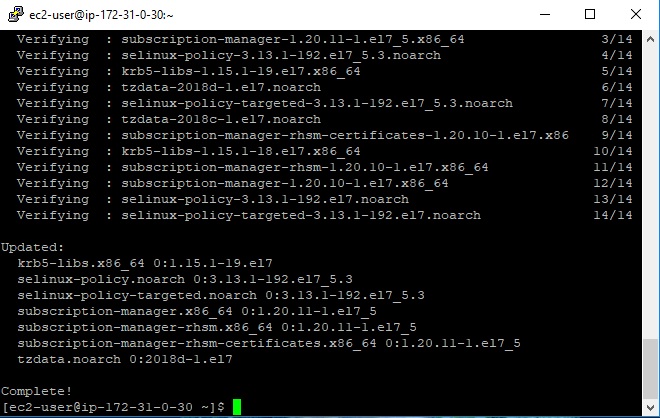 ec2-user@ip-172-31-0-30:~
Verifying : subscription-manager-1.20.11-1.el7_5.x86_64 3/14
Verifying : selinux-policy-3.13.1-192.el7_5.3.noarch 4/14
Verifying : krb5-libs-1.15.1-19.el7.x86_64 5/14
Verifying : tzdata-2018d-1.el7.noarch 6/14
Verifying : selinux-policy-targeted-3.13.1-192.el7_5.3.noarch 7/14
Verifying : tzdata-2018c-1.el7.noarch 8/14
Verifying : subscription-manager-rhsm-certificates-1.20.10-1.el7.x86 9/14
Verifying : krb5-libs-1.15.1-18.el7.x86_64 10/14
Verifying : subscription-manager-rhsm-1.20.10-1.el7.x86_64 11/14
Verifying : subscription-manager-1.20.10-1.el7.x86_64 12/14
Verifying : selinux-policy-3.13.1-192.el7.noarch 13/14
Verifying : selinux-policy-targeted-3.13.1-192.el7.noarch 14/14
Updated:
krb5-libs.x86_64 0:1.15.1-19.el7
selinux-policy.noarch 0:3.13.1-192.el7_5.3
selinux-policy-targeted.noarch 0:3.13.1-192.el7_5.3
subscription-manager.x86_64 0:1.20.11-1.el7_5
subscription-manager-rhsm.x86_64 0:1.20.11-1.el7_5
subscription-manager-rhsm-certificates.x86_64 0:1.20.11-1.el7_5
tzdata.noarch 0:2018d-1.el7
Complete!
[ec2-user@ip-172-31-0-30 ~]$